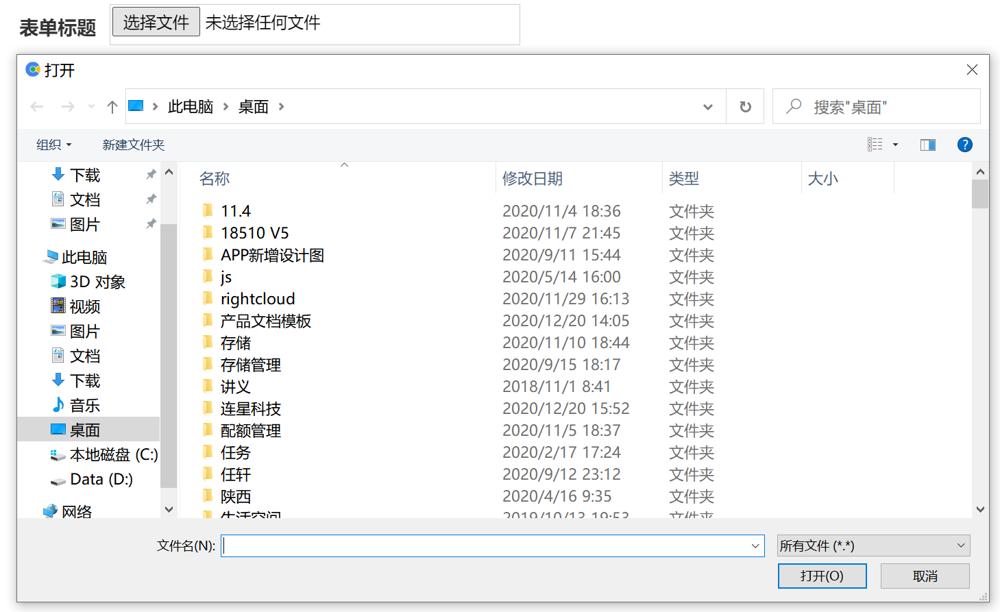 表单标题 选择文件 未选择任何文件
打开
此电脑 桌面 搜索"桌面"
组织 新建文件夹
下载
文档
图片
此电脑
3D 对象
视频
图片
文档
下载
音乐
桌面
本地磁盘 (C:)
Data (D:)
网络
名称 修改日期 类型 大小
11.4 2020/11/4 18:36 文件夹
18510 V5 2020/11/7 21:45 文件夹
APP新增设计图 2020/9/11 15:44 文件夹
js 2020/5/14 16:00 文件夹
rightcloud 2020/11/29 16:13 文件夹
产品文档模板 2020/12/20 14:05 文件夹
存储 2020/11/10 18:44 文件夹
存储管理 2020/9/15 18:17 文件夹
讲义 2018/11/1 8:41 文件夹
连星科技 2020/12/20 15:52 文件夹
配额管理 2020/11/5 18:37 文件夹
任务 2020/2/17 17:24 文件夹
任轩 2020/9/12 23:12 文件夹
陕西 2020/4/16 9:35 文件夹
生活空间 2019/10/13 19:53 文件夹
文件名(N): 所有文件 (*.*)
打开(O) 取消